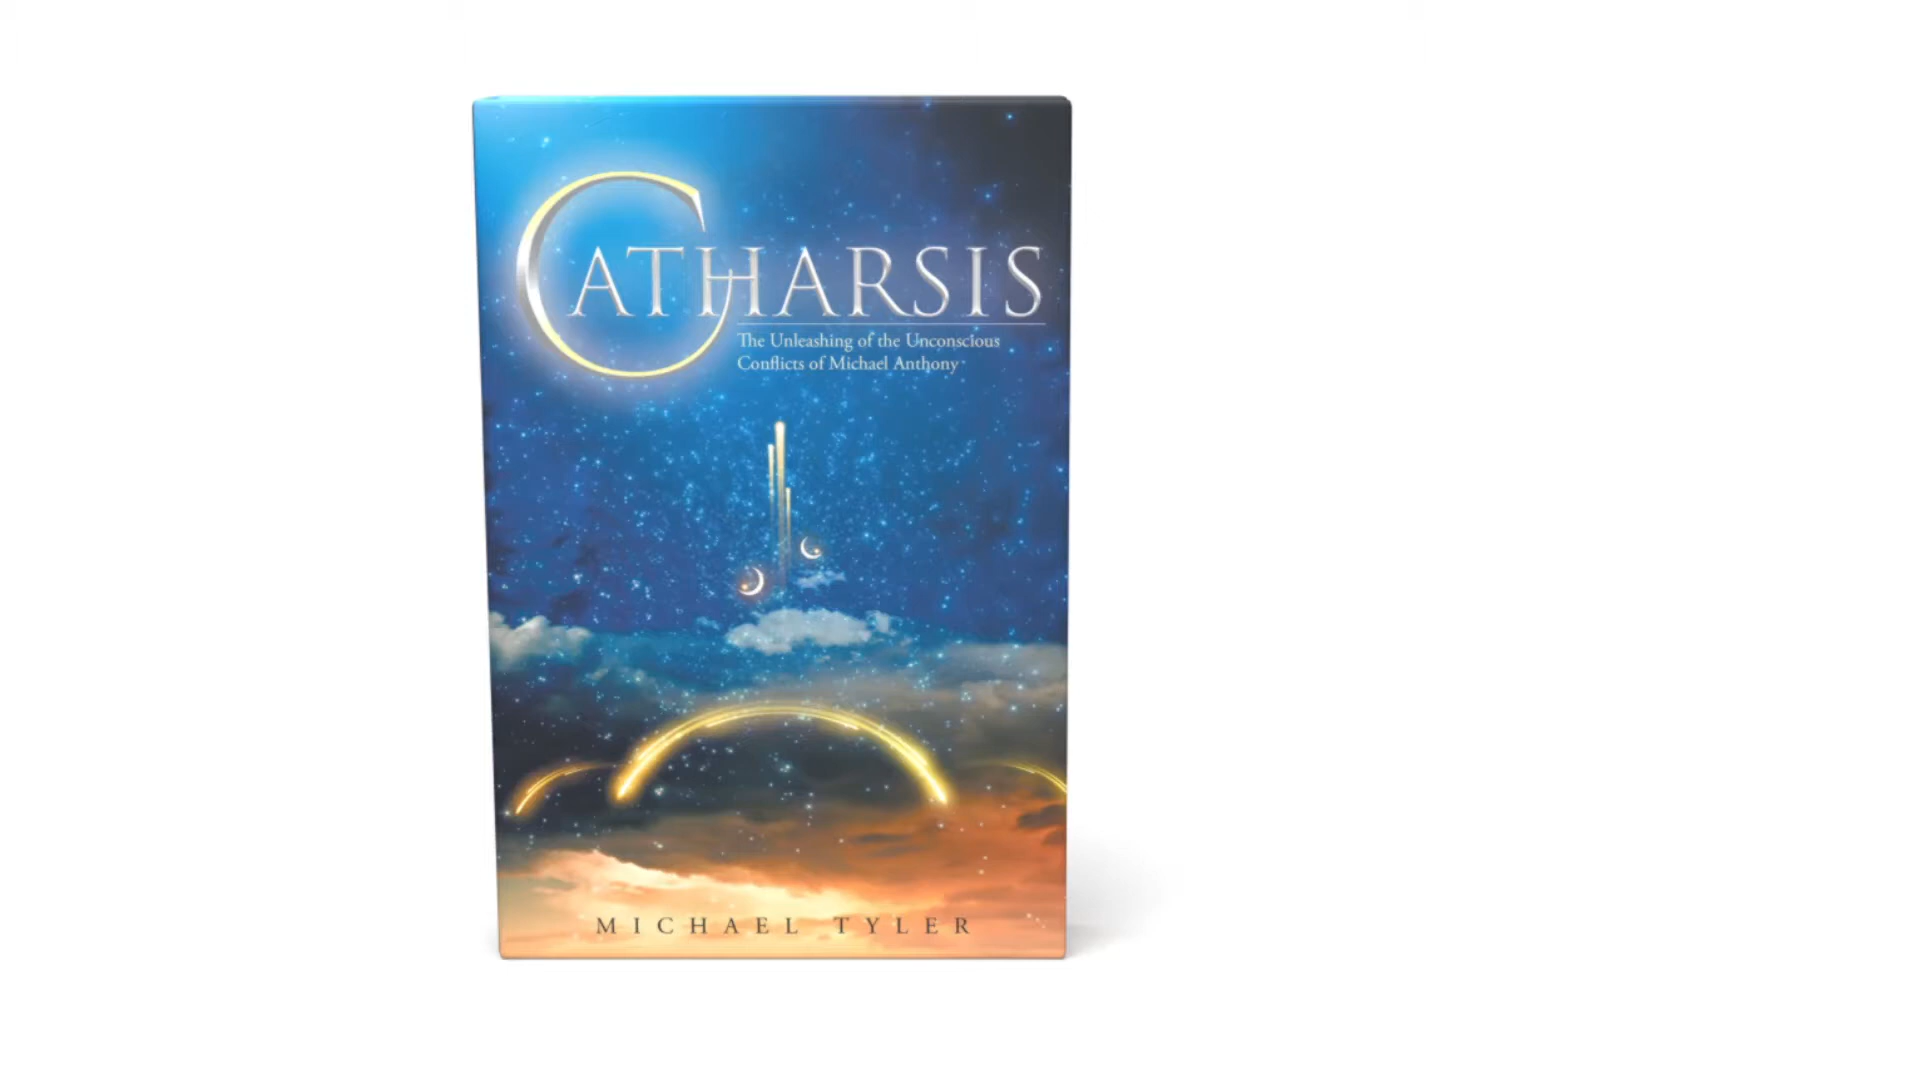 CATHARSIS
The Unleashing of the Unconscious
Conflicts of Michael Anthony
MICHAEL TYLER